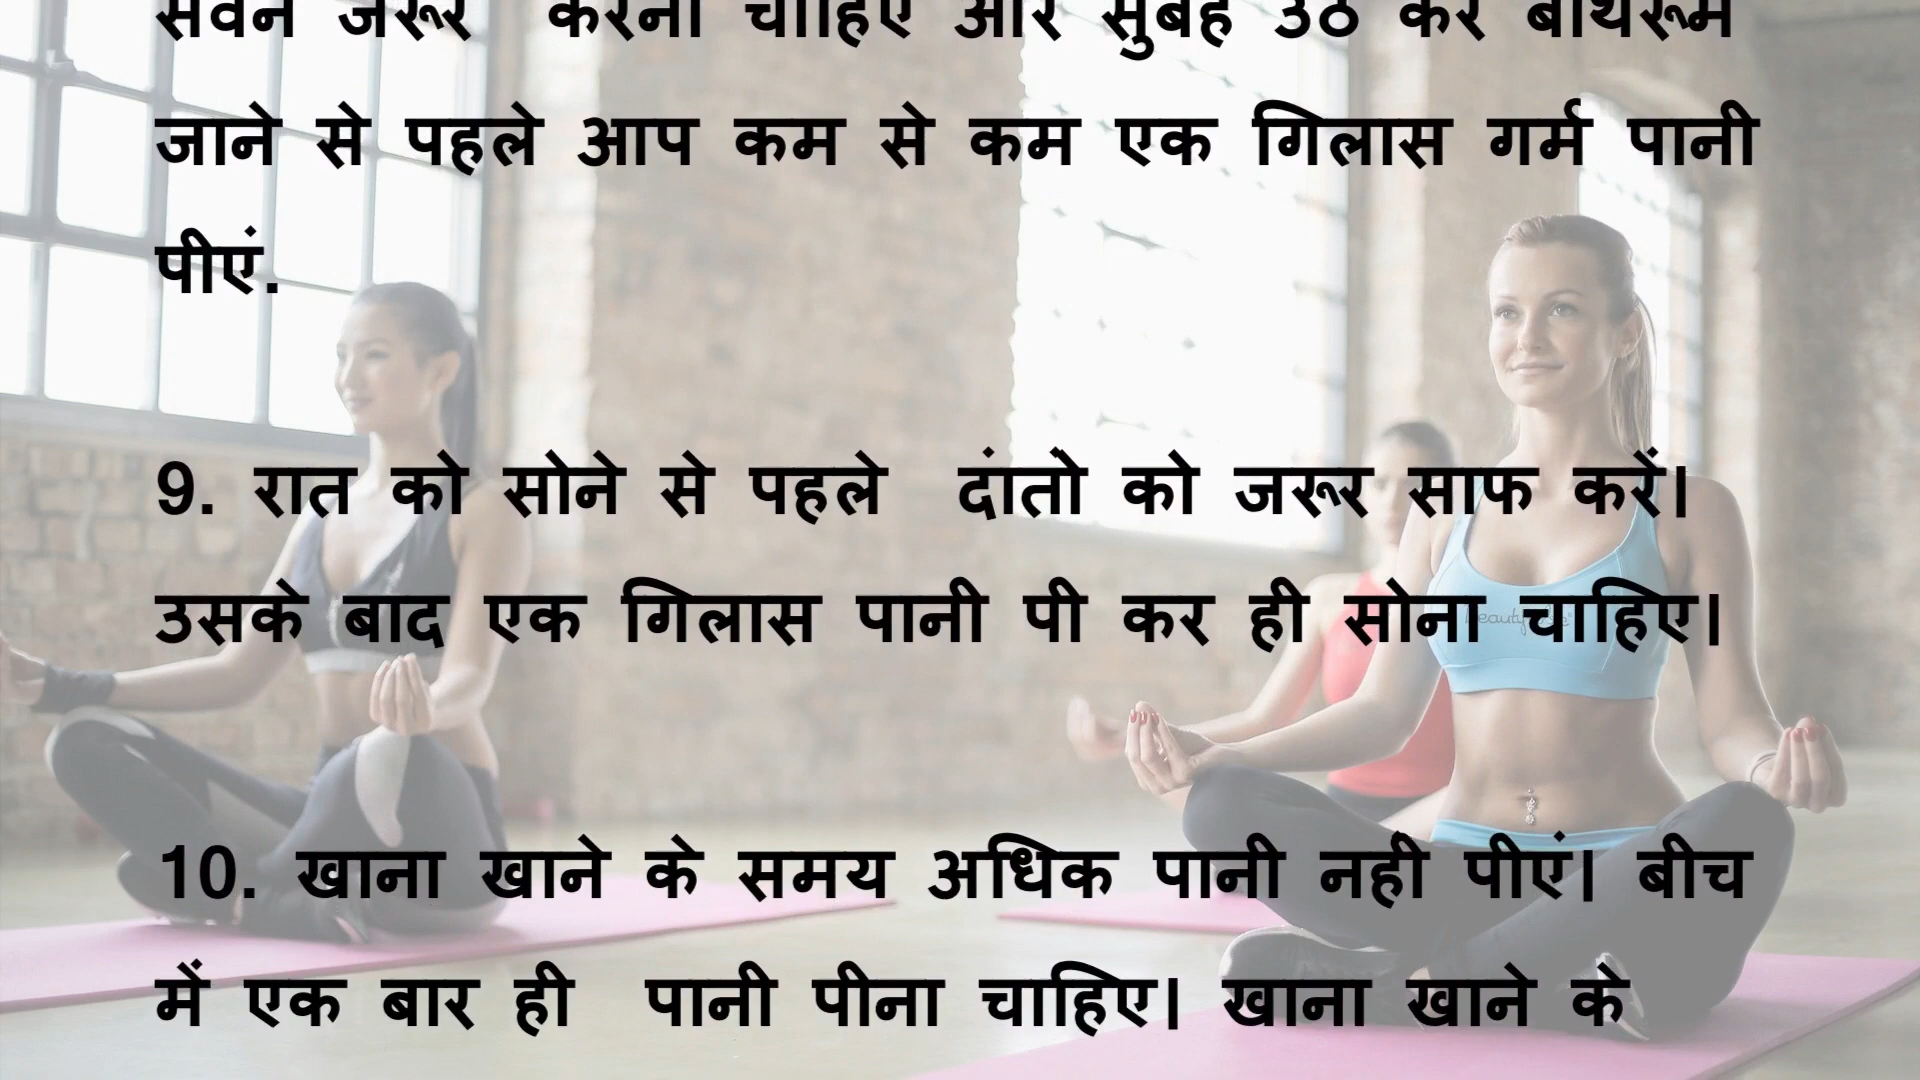 सेवन जरूर करना चाहिए और सुबह उठ कर बाथरूम
जाने से पहले आप कम से कम एक गिलास गर्म पानी
पीएं.
9. रात को सोने से पहले दांतो को जरूर साफ करें।
उसके बाद एक गिलास पानी पी कर ही सोना चाहिए।
10. खाना खाने के समय अधिक पानी नहीं पीएं। बीच
में एक बार ही पानी पीना चाहिए। खाना खाने के